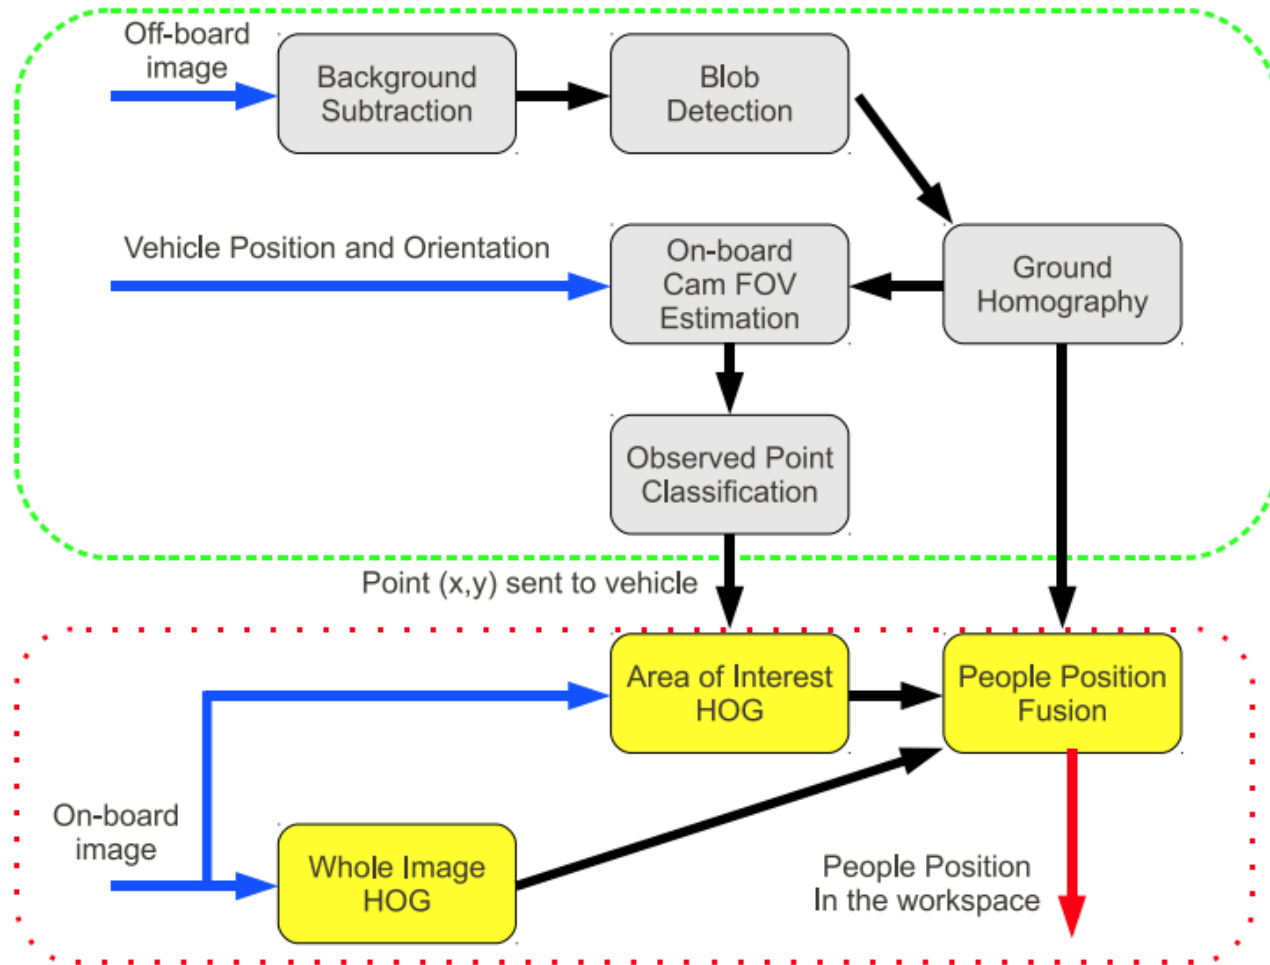 Off-board
image
Background
Subtraction
Blob
Detection
Vehicle Position and Orientation
On-board
Cam FOV
Estimation
Ground
Homography
Observed Point
Classification
Point (x,y) sent to vehicle
Area of Interest
HOG
People Position
Fusion
On-board
image
Whole Image
HOG
People Position
In the workspace